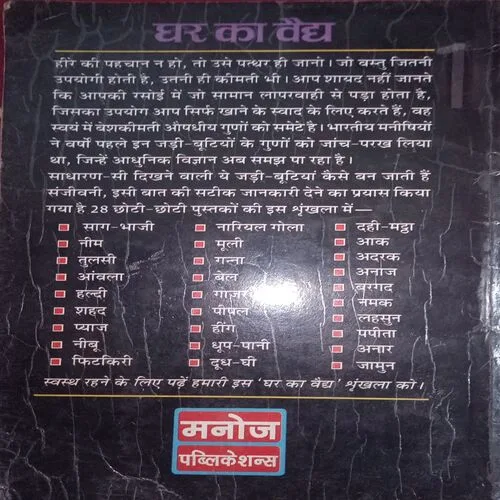 घर का वैद्य
हीरे की पहचान न हो, तो उसे पत्थर ही जानो। जो वस्तु जितनी
उपयोगी होती है, उतनी ही कीमती भी। आप शायद नहीं जानते
कि आपकी रसोई में जो सामान लापरवाही से पड़ा होता है,
जिसका उपयोग आप सिर्फ खाने के स्वाद के लिए करते हैं, वह
स्वयं में बेशकीमती औषधीय गुणों को समेटे है। भारतीय मनीषियों
ने वर्षों पहले इन जड़ी-बूटियों के गुणों को जांच-परख लिया
था, जिन्हें आधुनिक विज्ञान अब समझ पा रहा है।
साधारण-सी दिखने वाली ये जड़ी-बूटियां कैसे बन जाती हैं
संजीवनी, इसी बात की सटीक जानकारी देने का प्रयास किया
गया है 28 छोटी-छोटी पुस्तकों की इस शृंखला में—
साग-भाजी
नीम
तुलसी
आंवला
हल्दी
शहद
प्याज
नीबू
फिटकिरी
नारियल गोला
मूली
गन्ना
बेल
गाजर
पीपल
हींग
धूप-पानी
दूध-घी
दही-मट्ठा
आक
अदरक
अनाज
बरगद
नमक
लहसुन
पपीता
अनार
जामुन
स्वस्थ रहने के लिए पढ़ें हमारी इस 'घर का वैद्य' शृंखला को।
मनोज
पब्लिकेशन्स